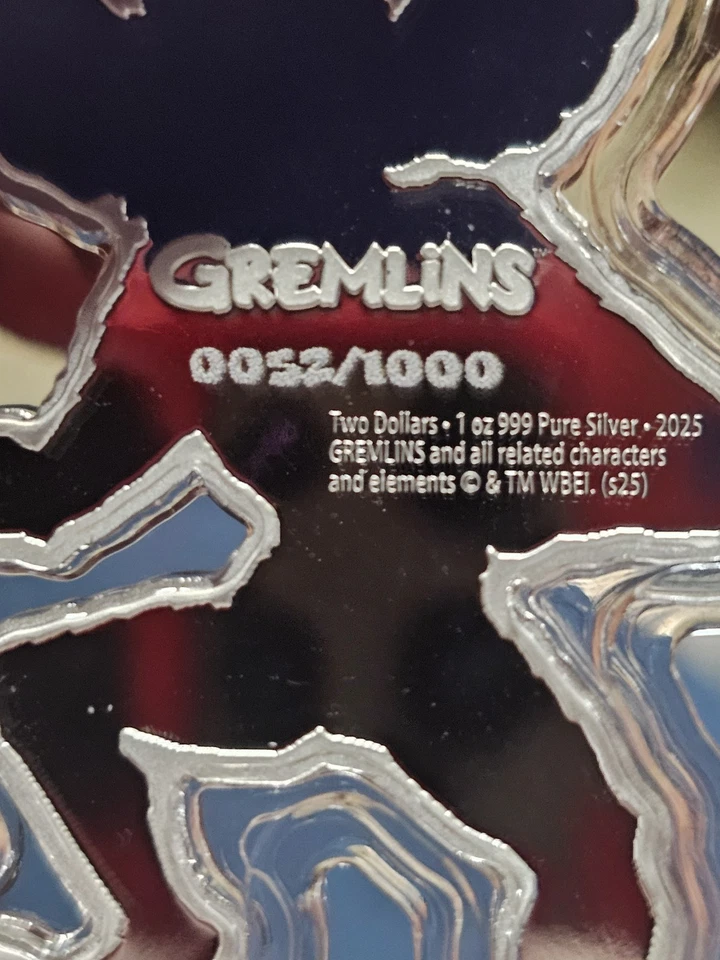 GREMLiNS™
0052/1000
Two Dollars • 1 oz 999 Pure Silver • 2025
GREMLINS and all related characters
and elements © & TM WBEI. (s25)